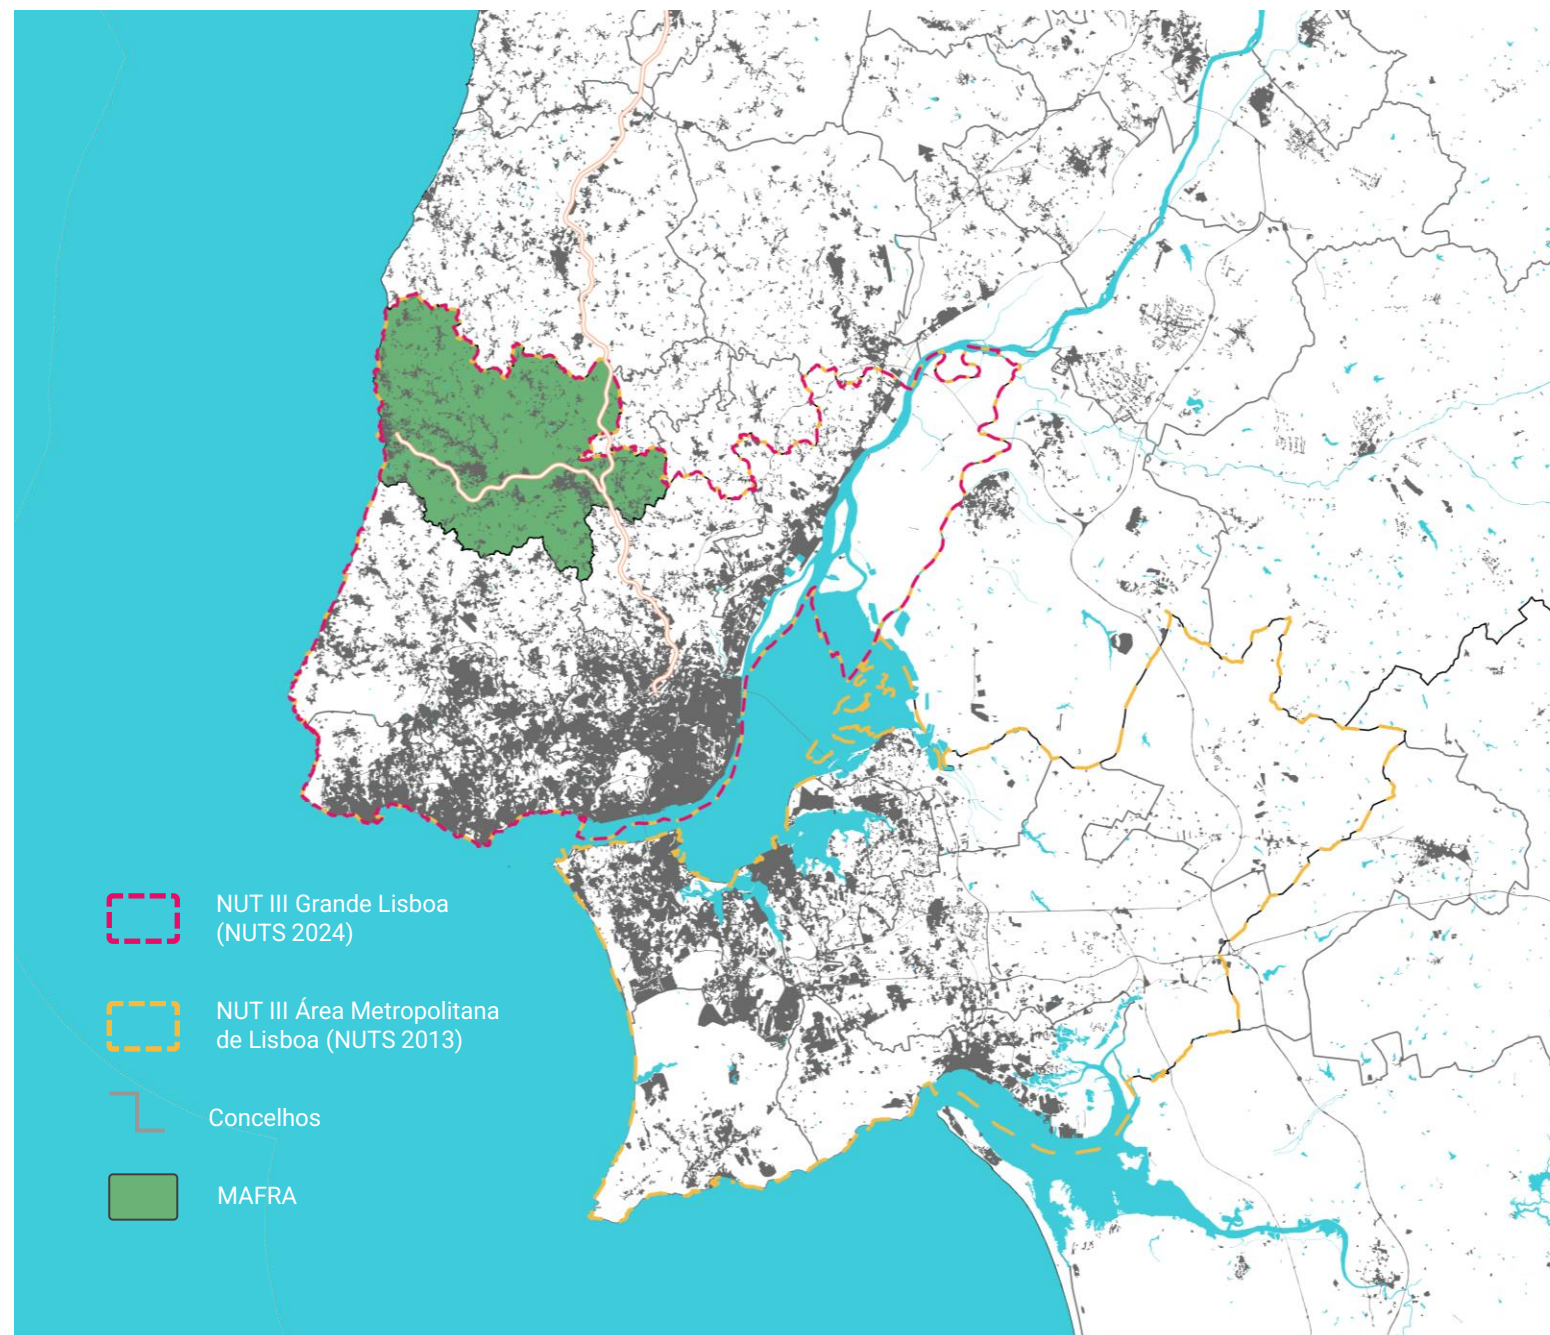 NUT III Grande Lisboa
(NUTS 2024)
NUT III Área Metropolitana
de Lisboa (NUTS 2013)
Concelhos
MAFRA